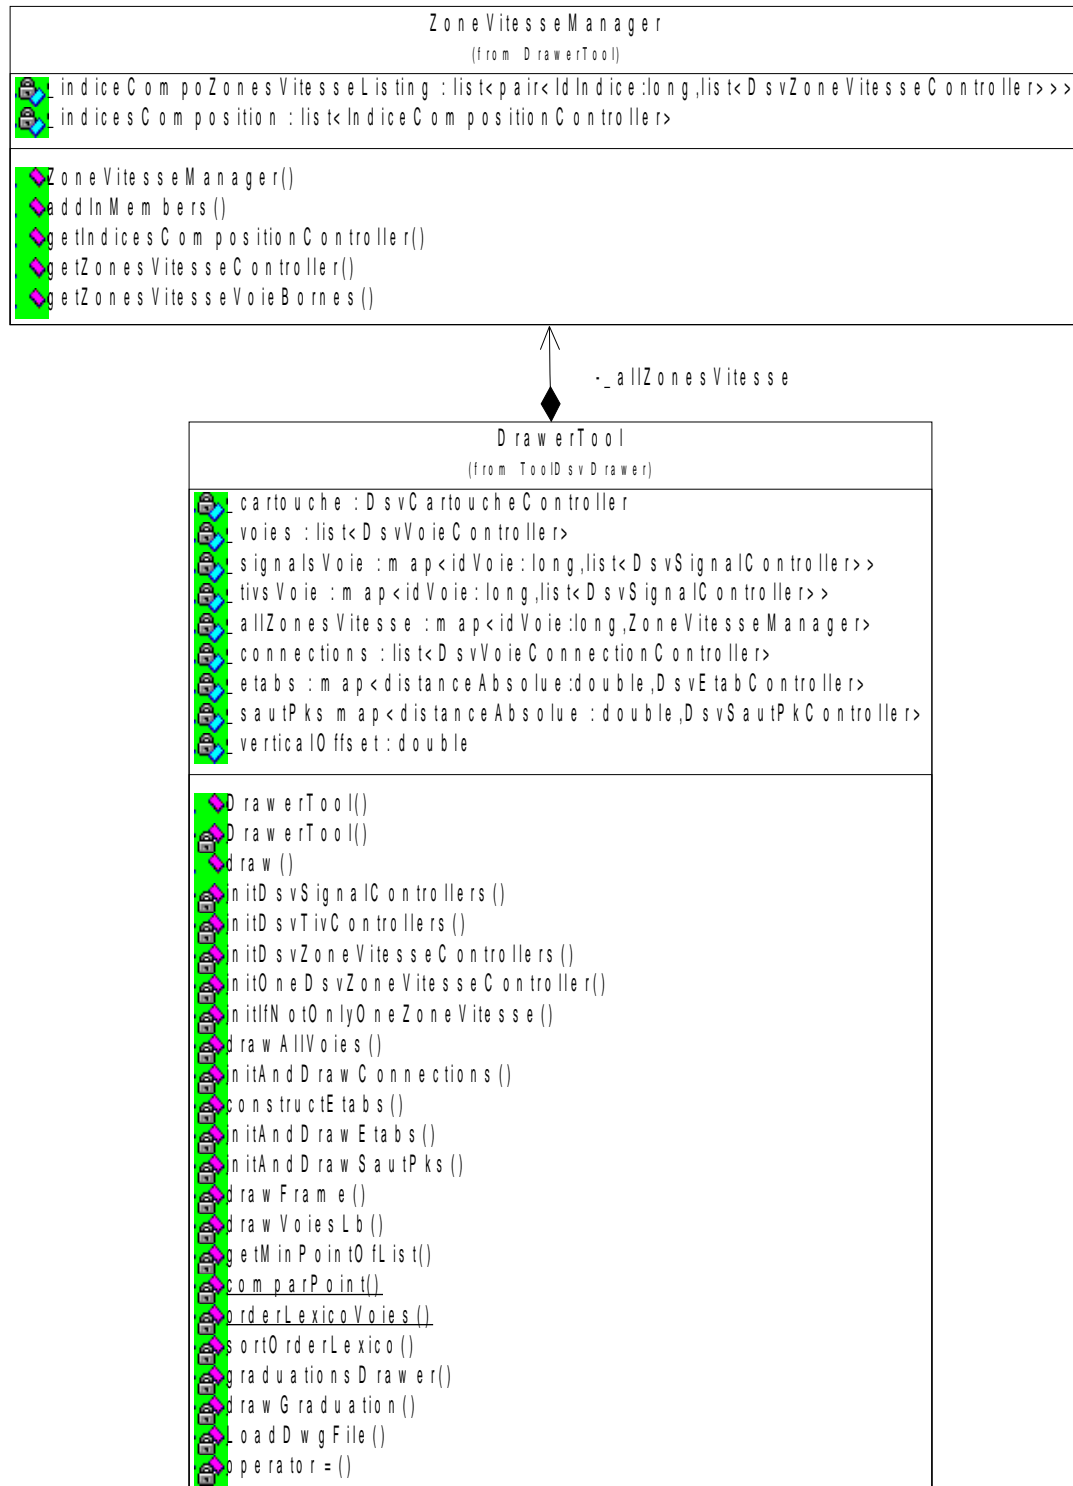 ZoneVitesseManager
(from DrawerTool)
_indiceCompoZonesVitesseListing : list<pair<IdIndice:long,list<DsvZoneVitesseController>>>
_indicesComposition : list<IndiceCompositionController>
ZoneVitesseManager()
addInMembers()
getIndicesCompositionController()
getZonesVitesseController()
getZonesVitesseVoieBornes()
-_allZonesVitesse
DrawerTool
(from ToolDsvDrawer)
_cartouche : DsvCartoucheController
_voies : list<DsvVoieController>
_signalsVoie : map<idVoie:long,list<DsvSignalController>>
_tivsVoie : map<idVoie:long,list<DsvSignalController>>
_allZonesVitesse : map<idVoie:long,ZoneVitesseManager>
_connections : list<DsvVoieConnectionController>
_etabs : map<distanceAbsolue:double,DsvEtabController>
_sautPks map<distanceAbsolue : double,DsvSautPkController>
_verticalOffset : double
DrawerTool()
DrawerTool()
draw()
initDsvSignalControllers()
initDsvTivControllers()
initDsvZoneVitesseControllers()
initOneDsvZoneVitesseController()
initIfNotOnlyOneZoneVitesse()
drawAllVoies()
initAndDrawConnections()
constructEtabs()
initAndDrawEtabs()
initAndDrawSautPks()
drawFrame()
drawVoiesLb()
getMinPointOfList()
comparPoint()
orderLexicoVoies()
sortOrderLexico()
graduationsDrawer()
drawGraduation()
LoadDwgFile()
operator=()